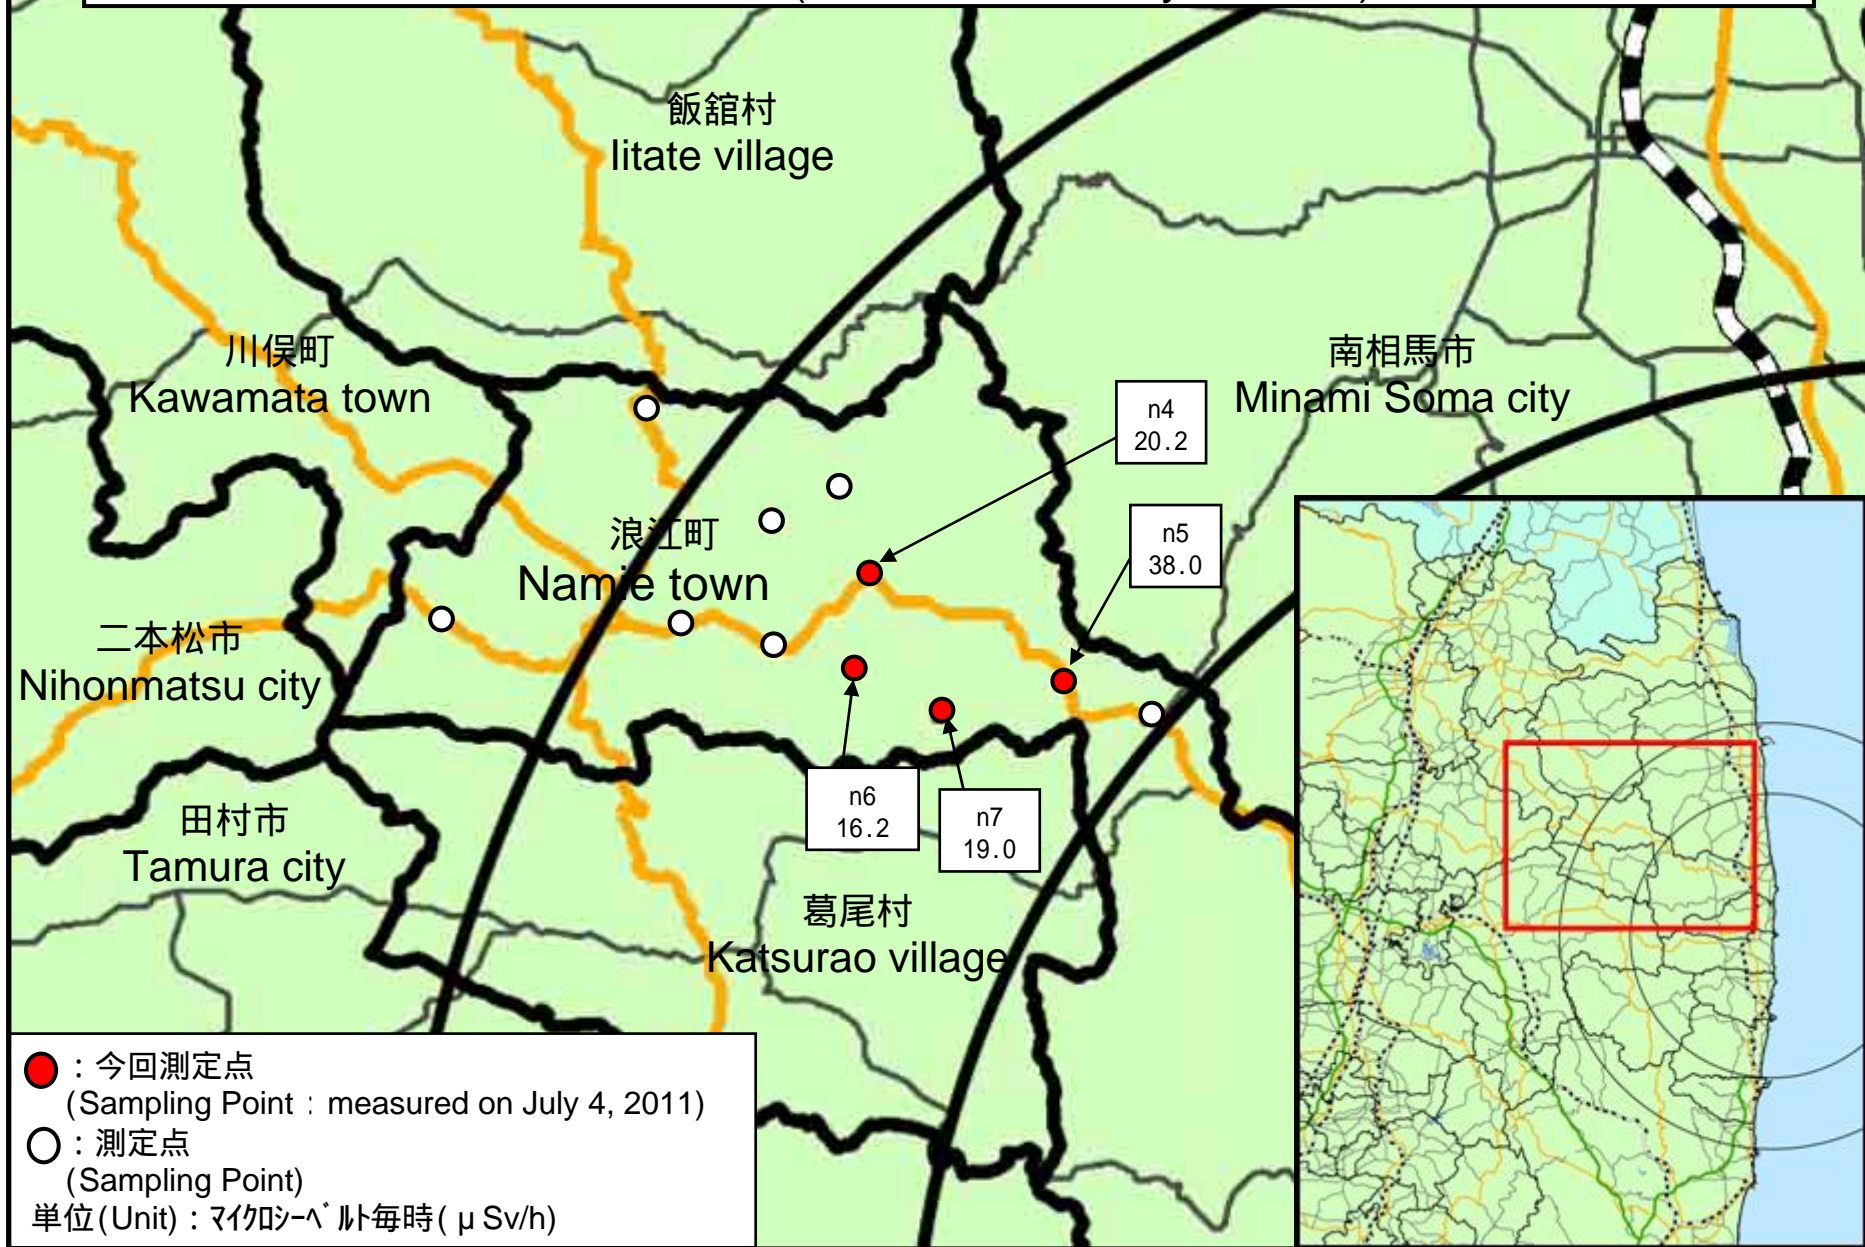 飯舘村
Iitate village
川俣町
Kawamata town
南相馬市
Minami Soma city
n4
20.2
n5
38.0
浪江町
Namie town
二本松市
Nihonmatsu city
n6
16.2
n7
19.0
田村市
Tamura city
葛尾村
Katsurao village
：今回測定点
(Sampling Point：measured on July 4, 2011)
：測定点
(Sampling Point)
単位(Unit)：ﾏｲｸﾛｼｰﾍﾞﾙﾄ毎時( μ Sv/h)